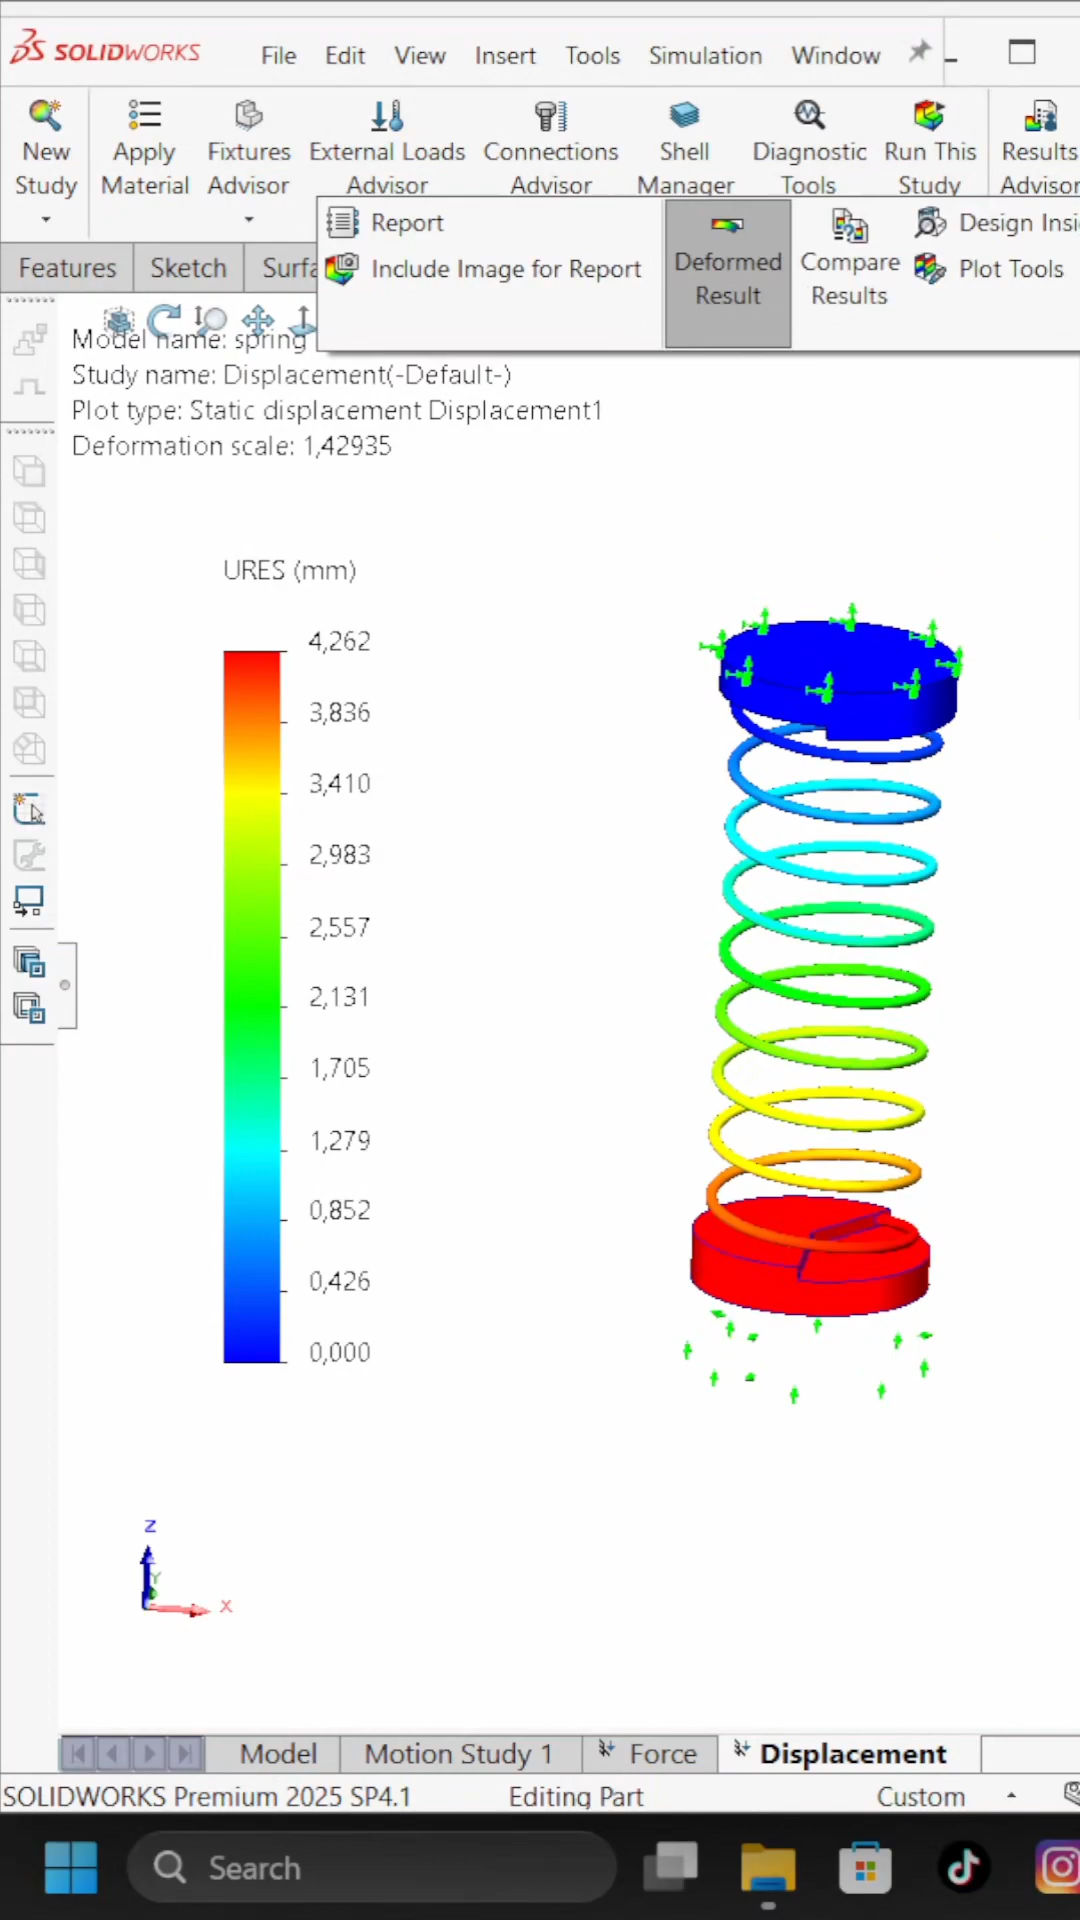 SOLIDWORKS File Edit View Insert Tools Simulation Window
New Study
Apply Material
Fixtures Advisor
External Loads Advisor
Connections Advisor
Shell Manager
Diagnostic Tools
Run This Study
Results Advisor
Report
Include Image for Report
Deformed Result
Compare Results
Plot Tools
Features Sketch
Model name: spring
Study name: Displacement(-Default-)
Plot type: Static displacement Displacement1
Deformation scale: 1,42935
URES (mm)
4,262
3,836
3,410
2,983
2,557
2,131
1,705
1,279
0,852
0,426
0,000
Z
Y
X
Model Motion Study 1 Force Displacement
SOLIDWORKS Premium 2025 SP4.1 Editing Part Custom
Search